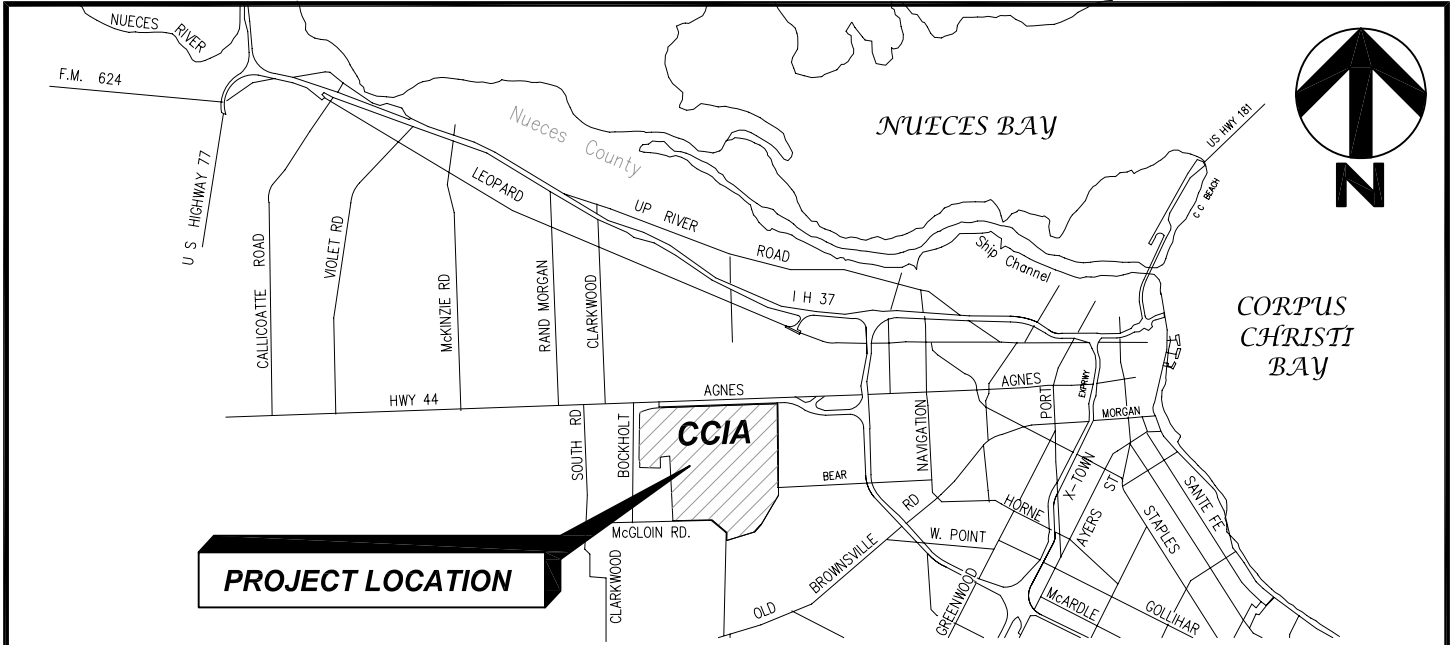 NUECES RIVER
F.M. 624
U S HIGHWAY 77
Nueces County
NUECES BAY
US HWY 181
N
CC BEACH
LEOPARD
UP RIVER ROAD
Ship Channel
CALLICOATTE ROAD
VIOLET RD
McKINZIE RD
RAND MORGAN
CLARKWOOD
I H 37
CORPUS
CHRISTI
BAY
HWY 44
AGNES
AGNES
EXPRWY
PORT
MORGAN
SOUTH RD
BOCKHOLT
CCIA
NAVIGATION
BEAR
X-TOWN
AYERS ST
SANTE FE
STAPLES
HORNE
McGLOIN RD.
W. POINT
OLD BROWNSVILLE RD
PROJECT LOCATION
CLARKWOOD
GREENWOOD
McARDLE
GOLLIHAR